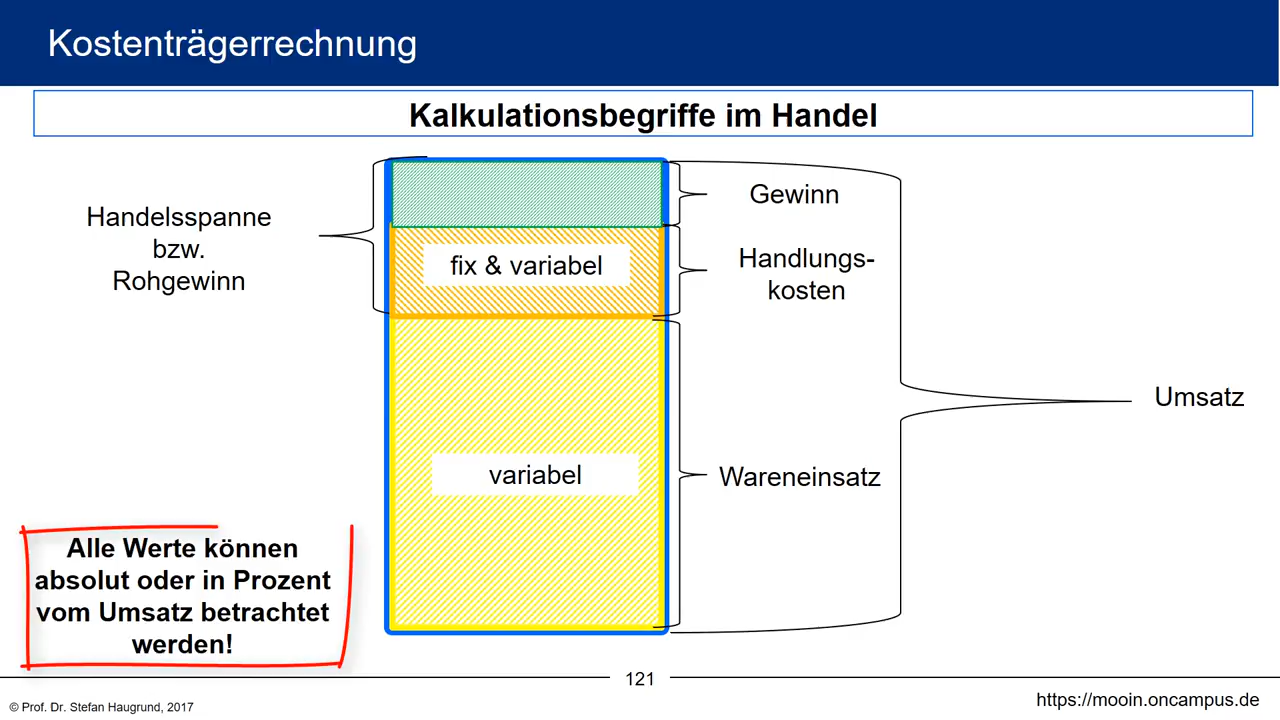 Kostenträgerrechnung
Kalkulationsbegriffe im Handel
Handelsspanne
bzw.
Rohgewinn
fix & variabel
variabel
Gewinn
Handlungs-
kosten
Wareneinsatz
Umsatz
Alle Werte können
absolut oder in Prozent
vom Umsatz betrachtet
werden!
121
© Prof. Dr. Stefan Haugrund, 2017
https://mooin.oncampus.de